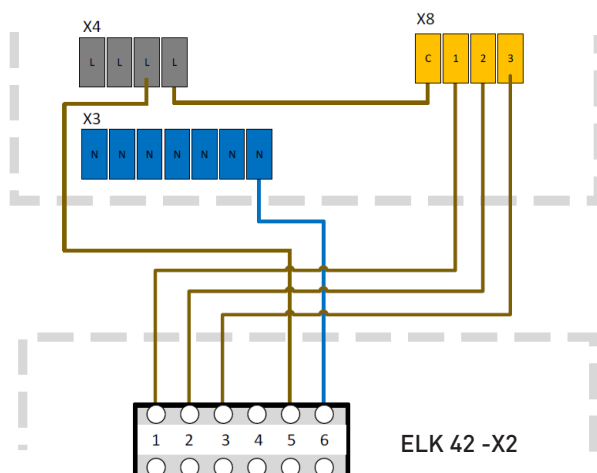 X4
X8
L L L L
C 1 2 3
X3
N N N N N N N
1 2 3 4 5 6
ELK 42 -X2